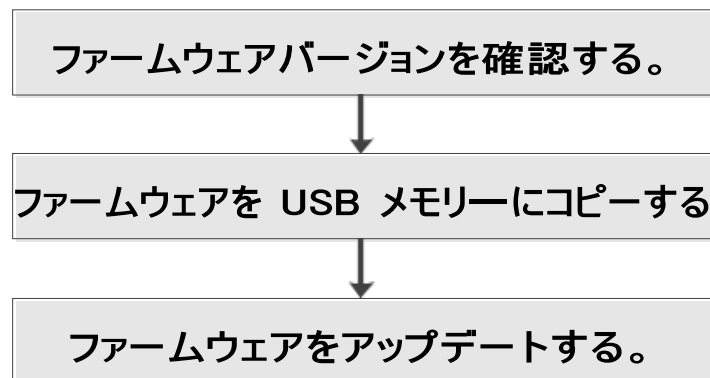 ファームウェアバージョンを確認する。
ファームウェアを USB メモリーにコピーする
ファームウェアをアップデートする。